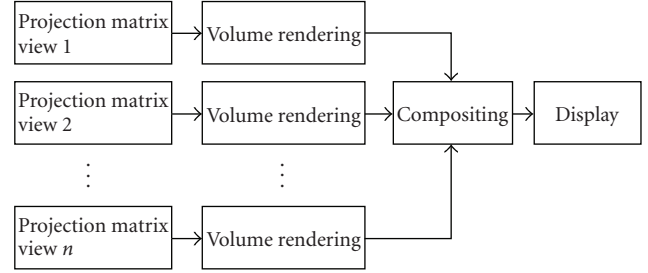 Projection matrix
view 1
Volume rendering
Projection matrix
view 2
Volume rendering
Compositing
Display
⋮
⋮
Projection matrix
view n
Volume rendering